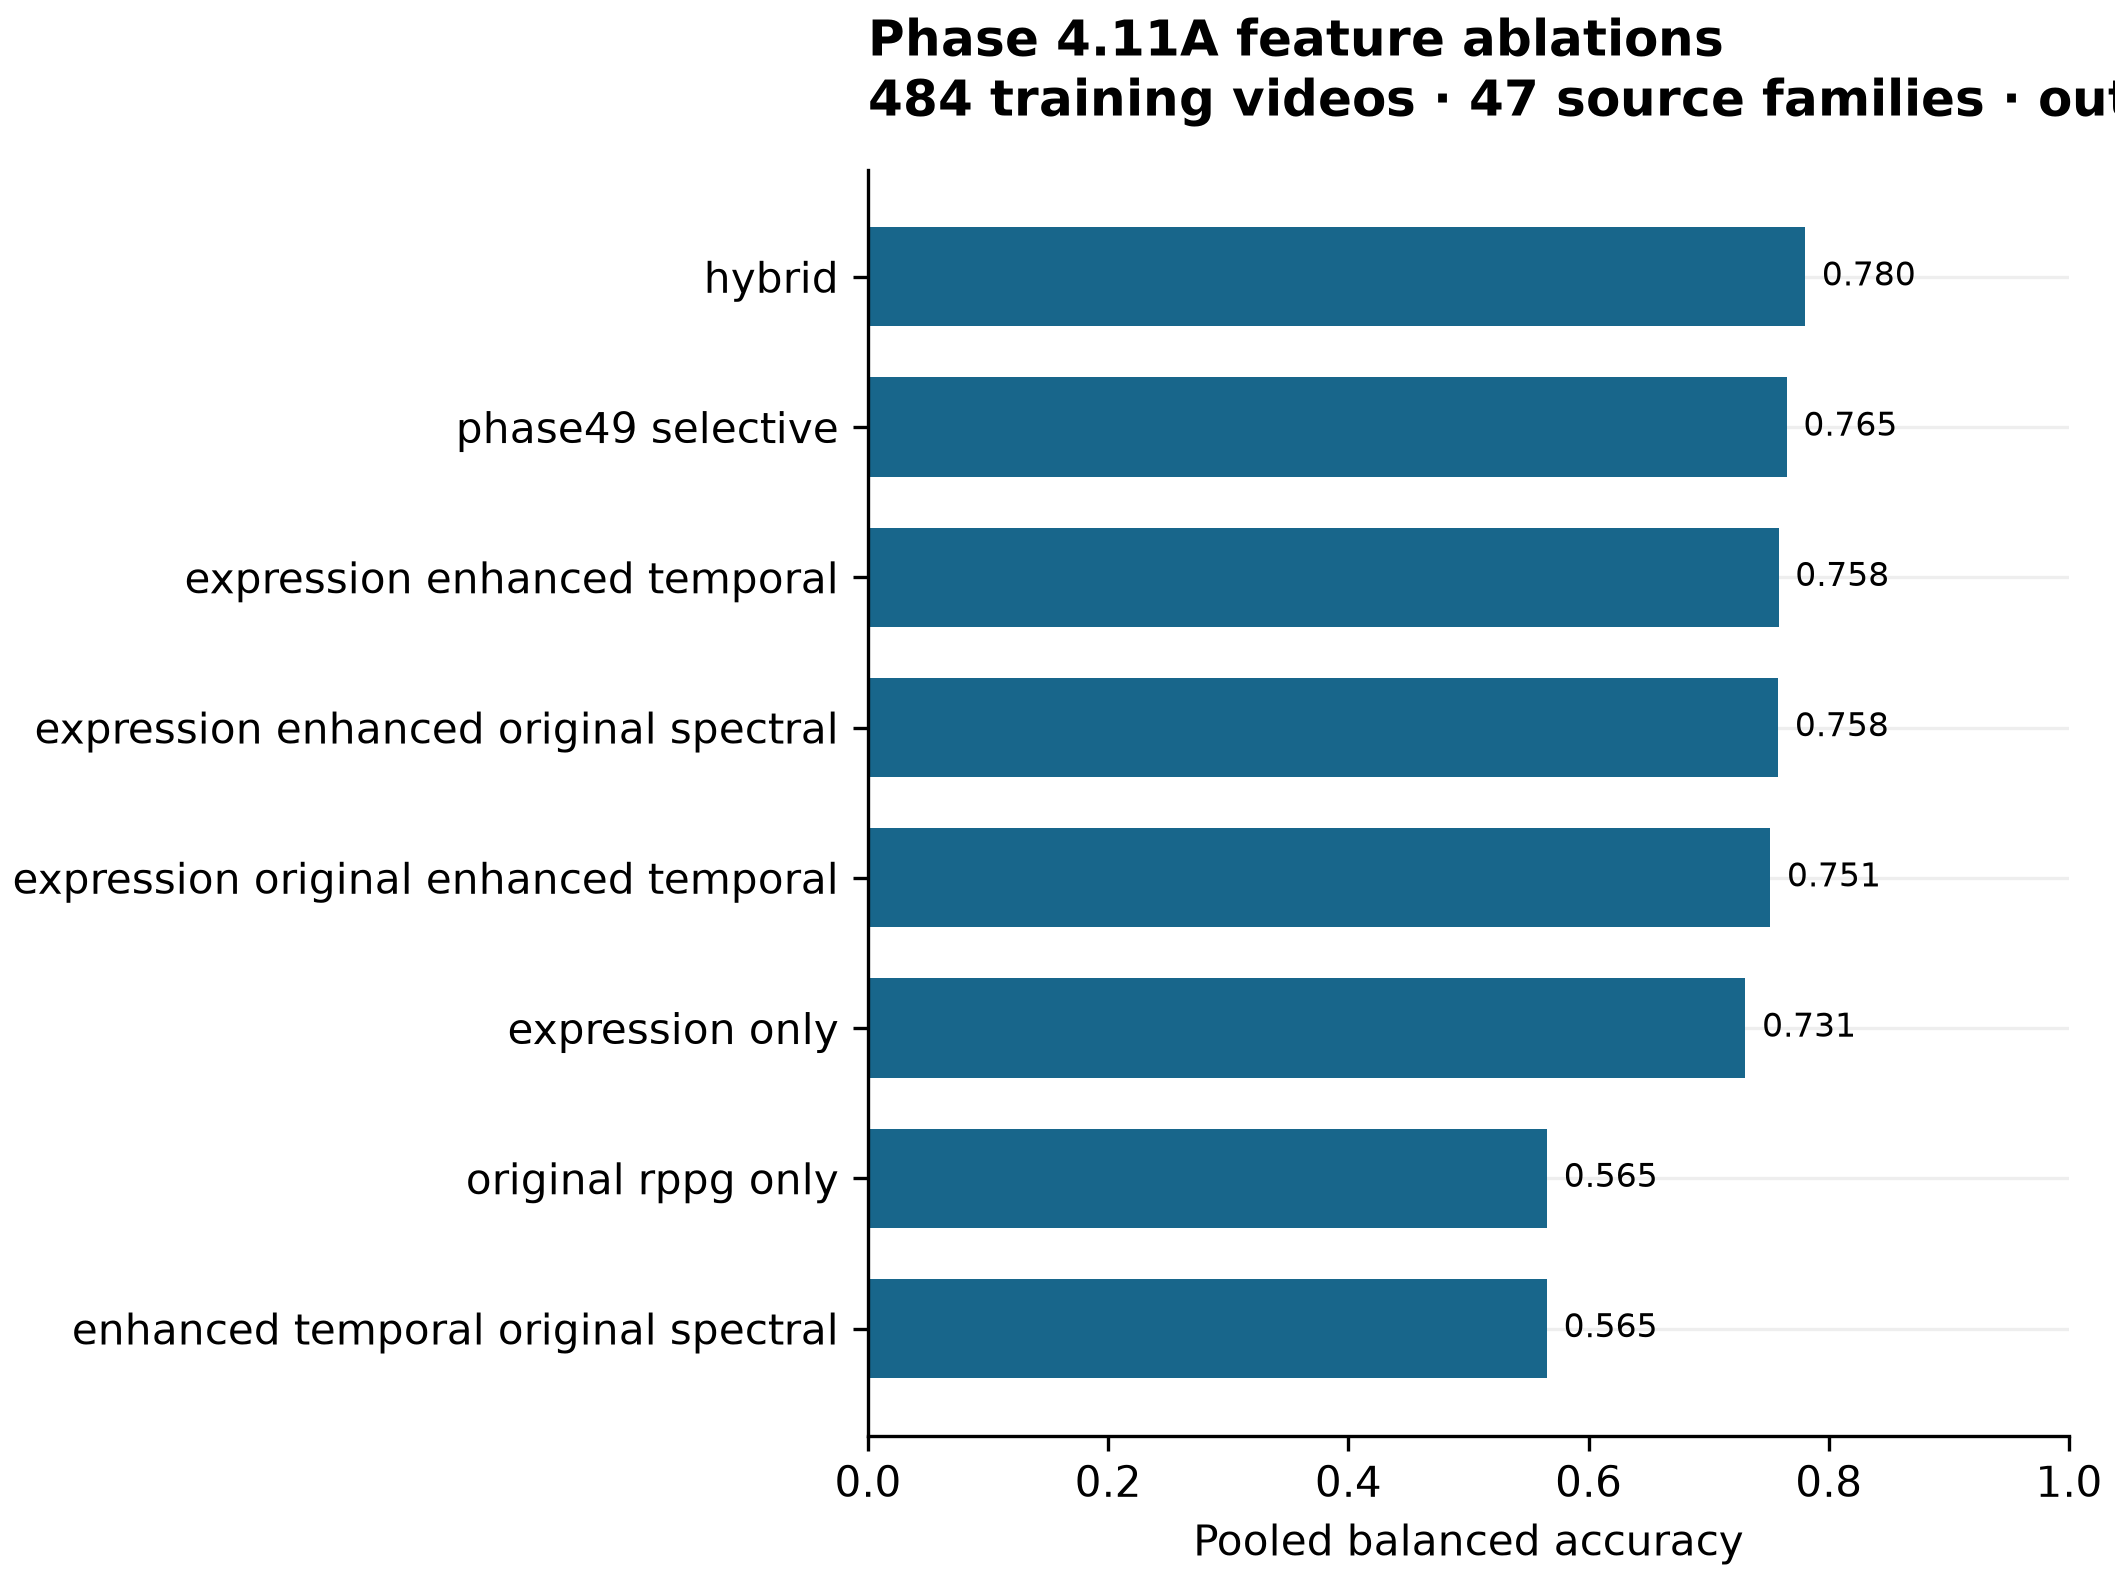 Phase 4.11A feature ablations
484 training videos · 47 source families · out
hybrid
0.780
phase49 selective
0.765
expression enhanced temporal
0.758
expression enhanced original spectral
0.758
expression original enhanced temporal
0.751
expression only
0.731
original rppg only
0.565
enhanced temporal original spectral
0.565
0.0 0.2 0.4 0.6 0.8 1.0
Pooled balanced accuracy